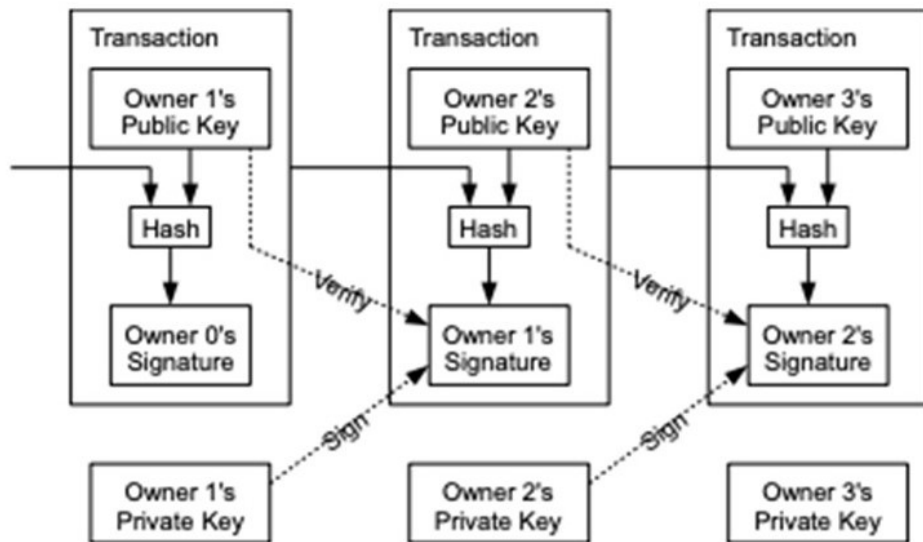 Transaction
Owner 1's
Public Key
Hash
Owner 0's
Signature
Transaction
Owner 2's
Public Key
Hash
Verify
Owner 1's
Signature
Transaction
Owner 3's
Public Key
Hash
Verify
Owner 2's
Signature
Sign
Sign
Owner 1's
Private Key
Owner 2's
Private Key
Owner 3's
Private Key